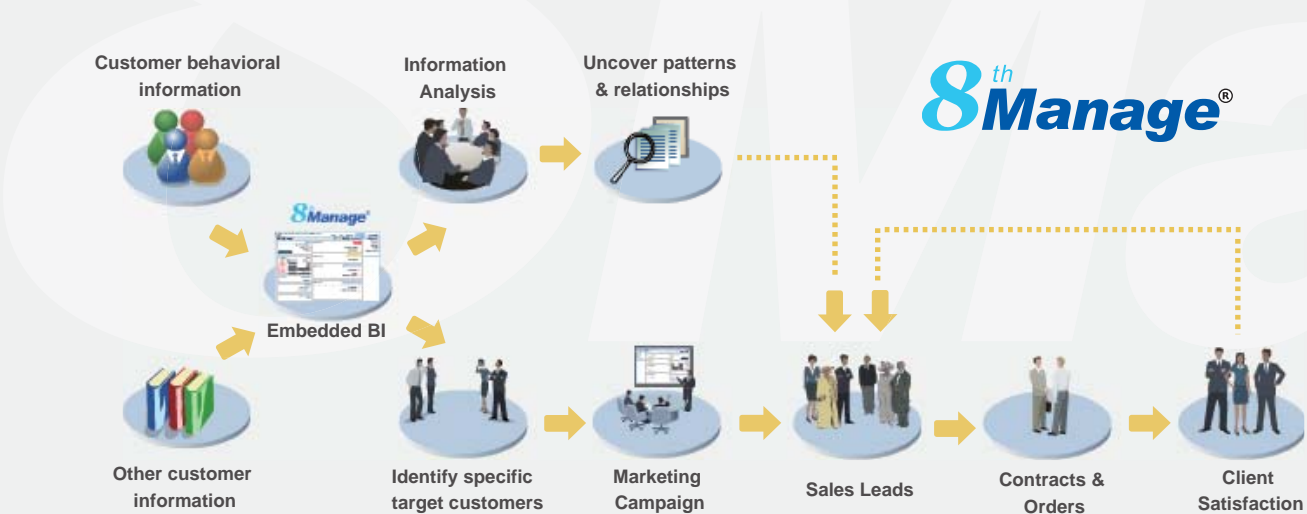 Customer behavioral
information
Information
Analysis
Uncover patterns
& relationships
8th Manage®
8Manage®
Embedded BI
Other customer
information
Identify specific
target customers
Marketing
Campaign
Sales Leads
Contracts &
Orders
Client
Satisfaction